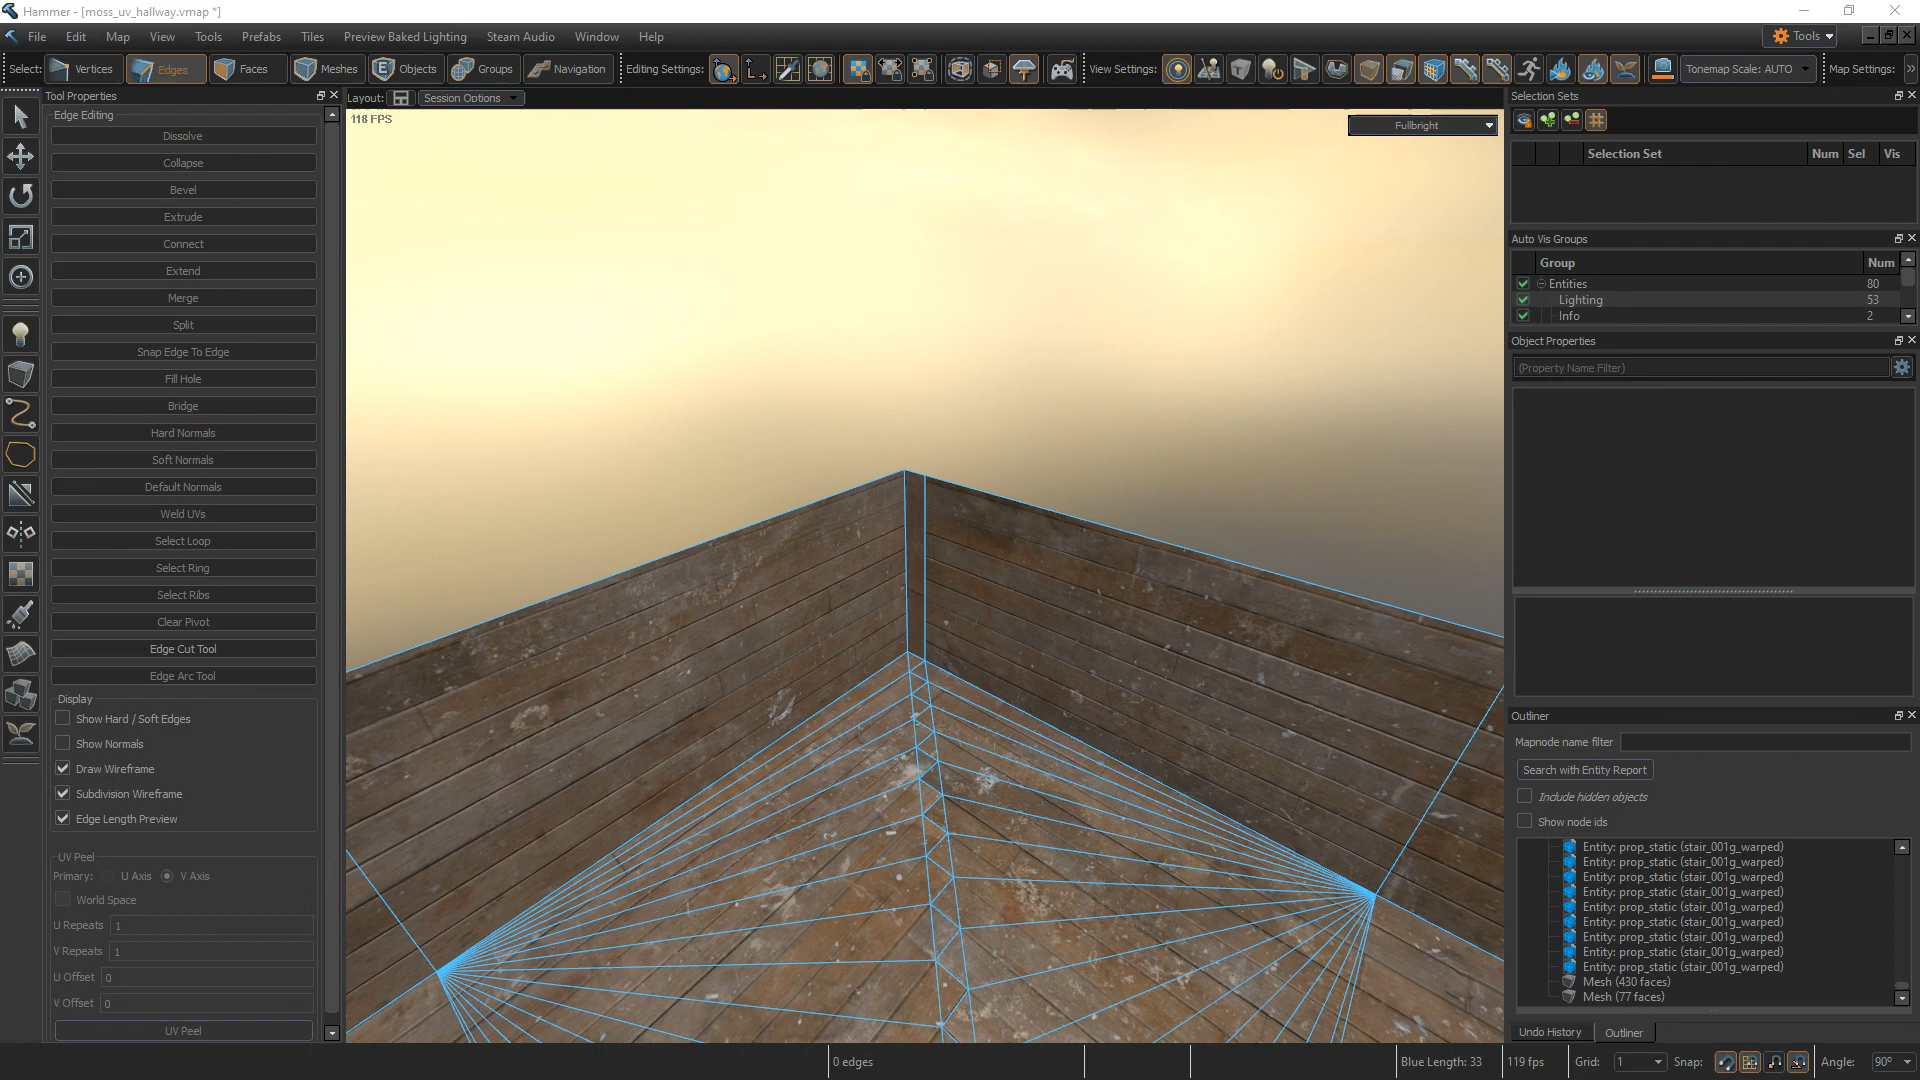 Hammer - [moss_uv_hallway.vmap *]
File Edit Map View Tools Prefabs Tiles Preview Baked Lighting Steam Audio Window Help
Tools
Select: Vertices Edges Faces Meshes Objects Groups Navigation Editing Settings: View Settings: Tonemap Scale: AUTO Map Settings:
Tool Properties
Edge Editing
Dissolve
Collapse
Bevel
Extrude
Connect
Extend
Merge
Split
Snap Edge To Edge
Fill Hole
Bridge
Hard Normals
Soft Normals
Default Normals
Weld UVs
Select Loop
Select Ring
Select Ribs
Clear Pivot
Edge Cut Tool
Edge Arc Tool
Display
Show Hard / Soft Edges
Show Normals
Draw Wireframe
Subdivision Wireframe
Edge Length Preview
UV Peel
Primary: U Axis V Axis
World Space
U Repeats 1
V Repeats 1
U Offset 0
V Offset 0
UV Peel
Layout: Session Options
118 FPS
Fullbright
Selection Sets
Selection Set Num Sel Vis
Auto Vis Groups
Group Num
Entities 80
Lighting 53
Info 2
Object Properties
(Property Name Filter)
Outliner
Mapnode name filter
Search with Entity Report
Include hidden objects
Show node ids
Entity: prop_static (stair_001g_warped)
Entity: prop_static (stair_001g_warped)
Entity: prop_static (stair_001g_warped)
Entity: prop_static (stair_001g_warped)
Entity: prop_static (stair_001g_warped)
Entity: prop_static (stair_001g_warped)
Entity: prop_static (stair_001g_warped)
Entity: prop_static (stair_001g_warped)
Entity: prop_static (stair_001g_warped)
Mesh (430 faces)
Mesh (77 faces)
Undo History Outliner
0 edges
Blue Length: 33
119 fps
Grid: 1
Snap:
Angle: 90º